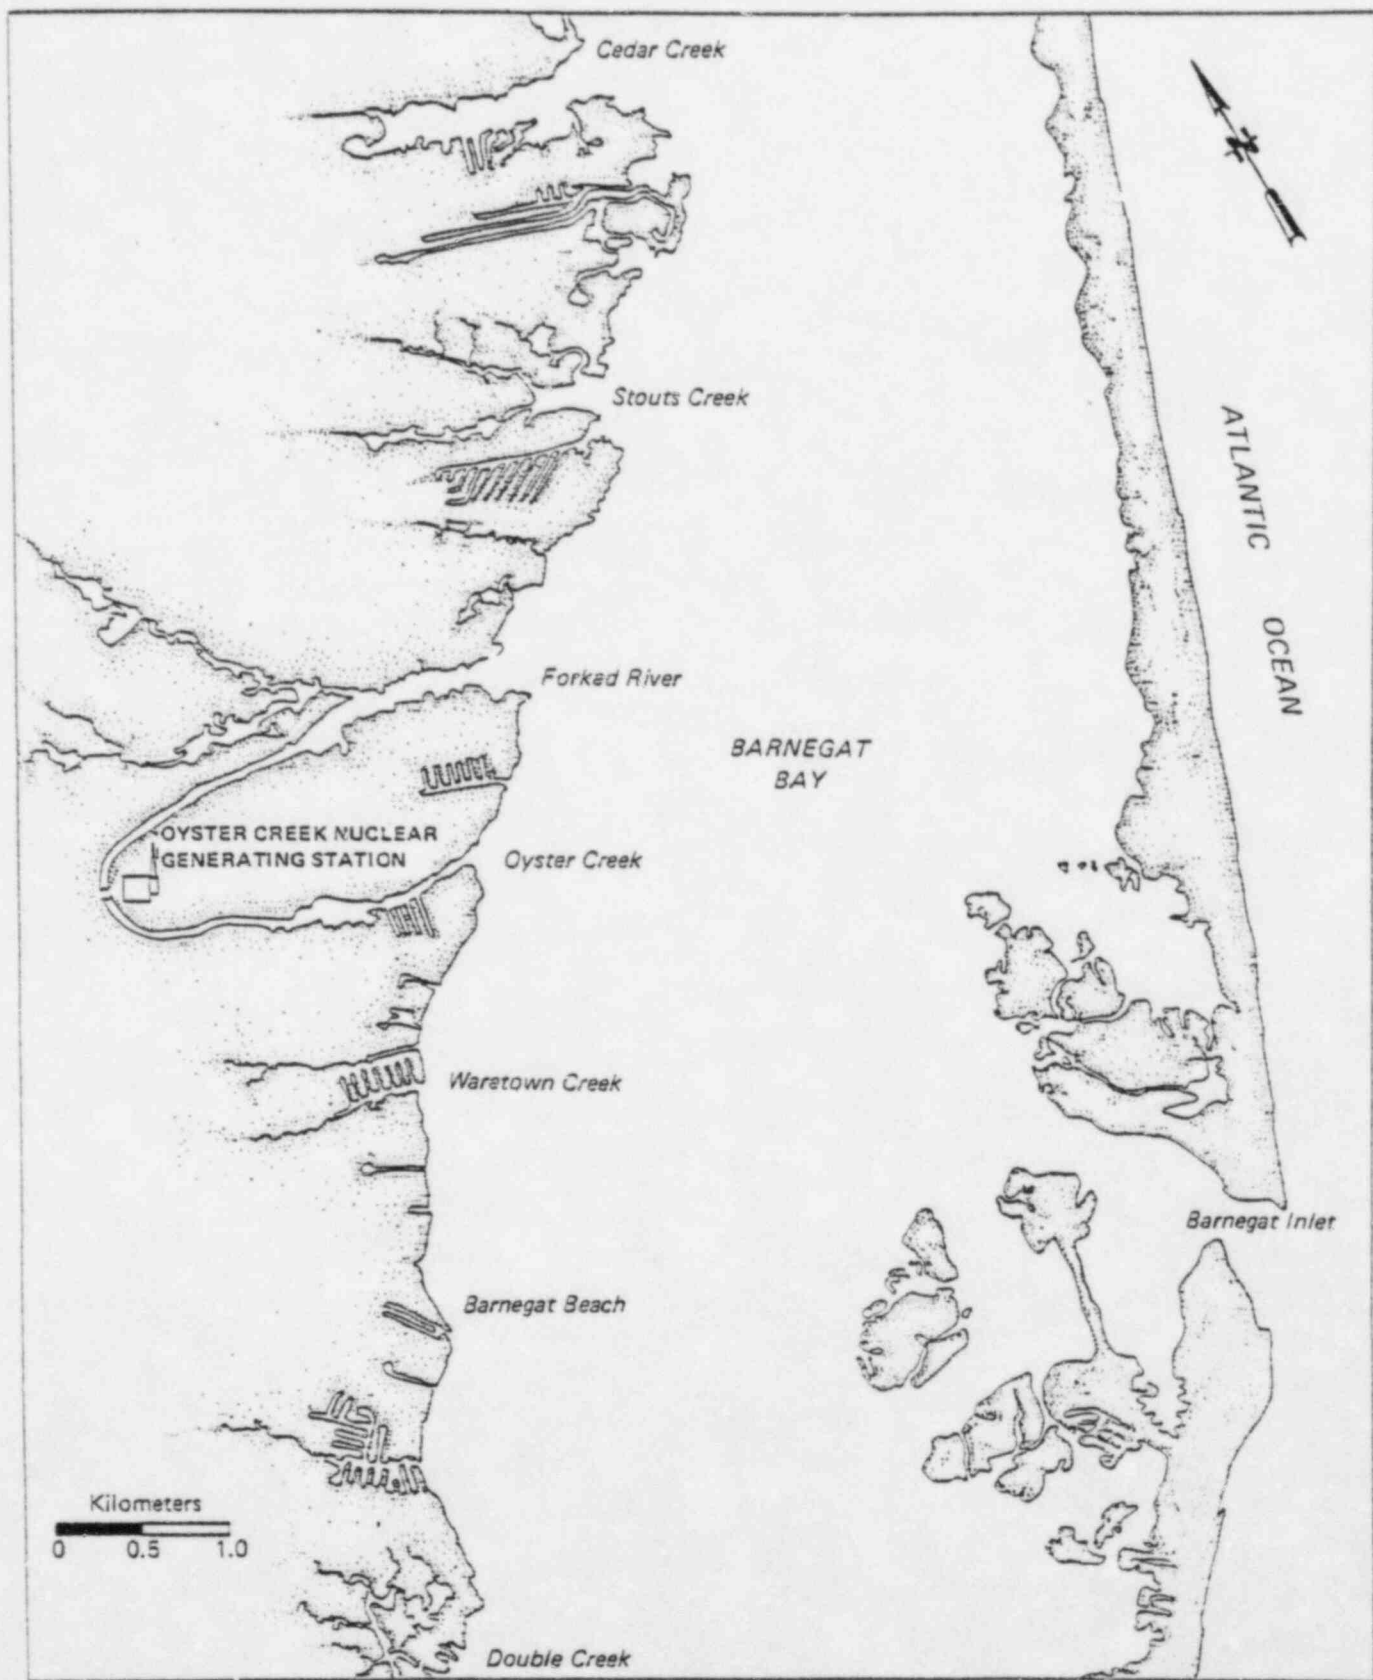 Cedar Creek
Stouts Creek
ATLANTIC
OCEAN
Forked River
BARNEGAT
BAY
OYSTER CREEK NUCLEAR
GENERATING STATION
Oyster Creek
Waretown Creek
Barnegat Inlet
Barnegat Beach
Kilometers
0 0.5 1.0
Double Creek